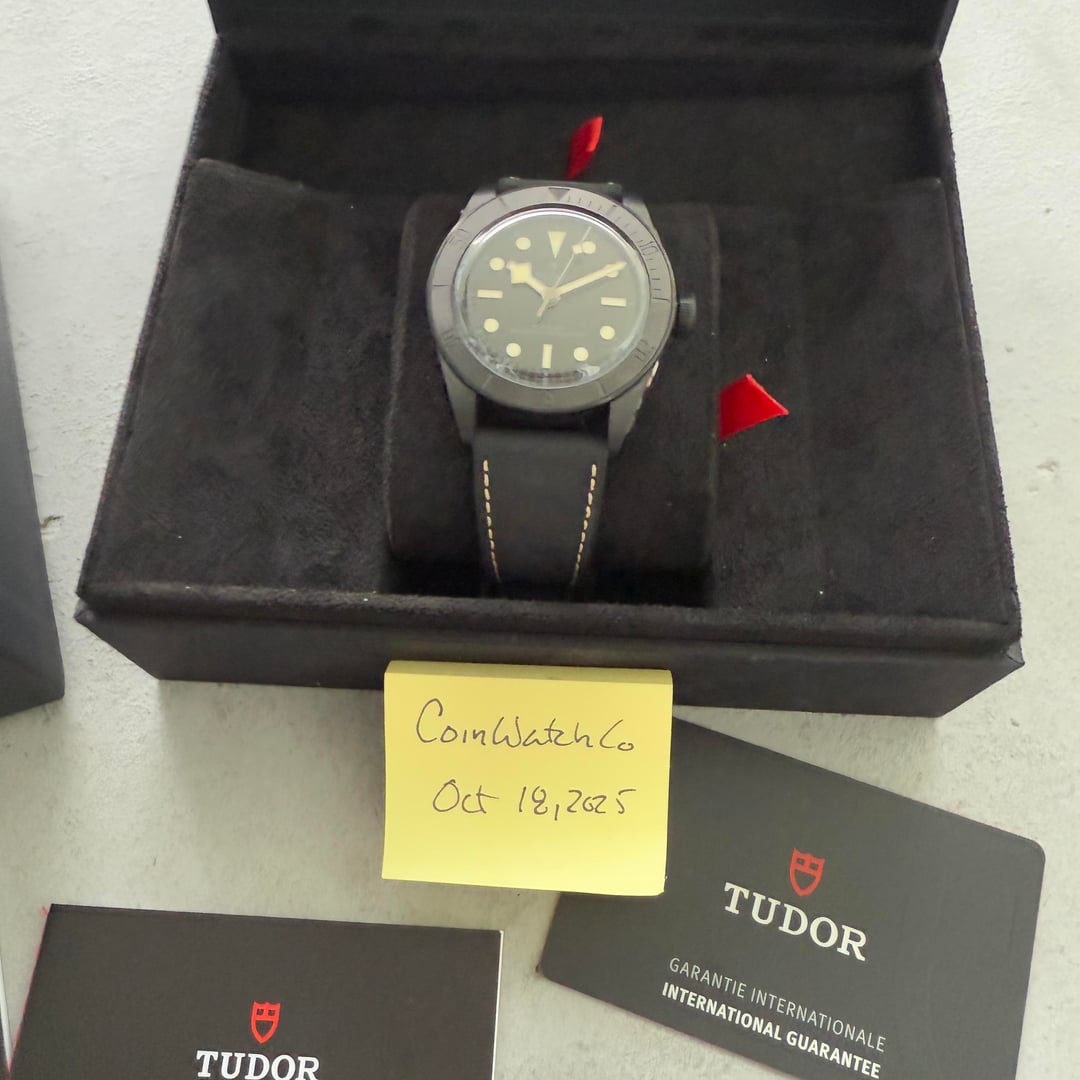 CoinWatchCo
Oct 18, 2025
TUDOR
GARANTIE INTERNATIONALE
INTERNATIONAL GUARANTEE
TUDOR